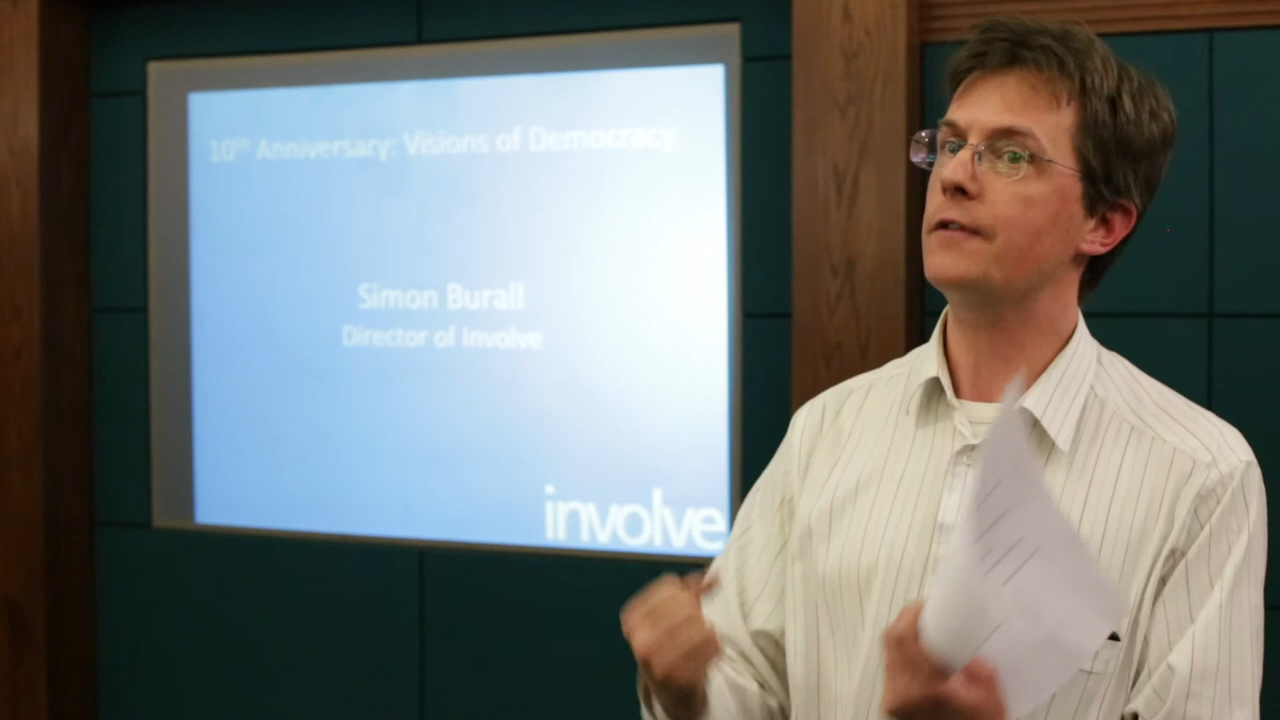 10th Anniversary: Visions of Democracy
Simon Burall
Director of Involve
involve